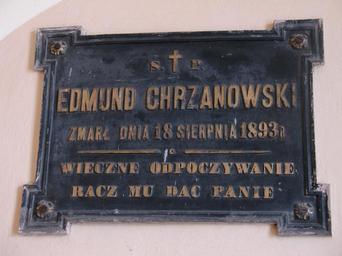 S † P
EDMUND CHRZANOWSKI
ZMARŁ DNIA 18 SIERPNIA 1893 R
WIECZNE ODPOCZYWANIE
RACZ MU DAĆ PANIE